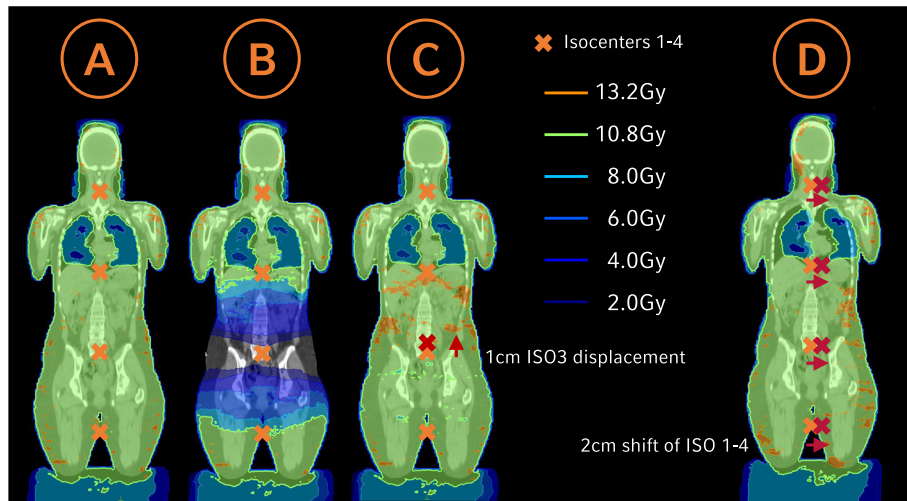 A
B
C
D
Isocenters 1-4
13.2Gy
10.8Gy
8.0Gy
6.0Gy
4.0Gy
2.0Gy
1cm ISO3 displacement
2cm shift of ISO 1-4